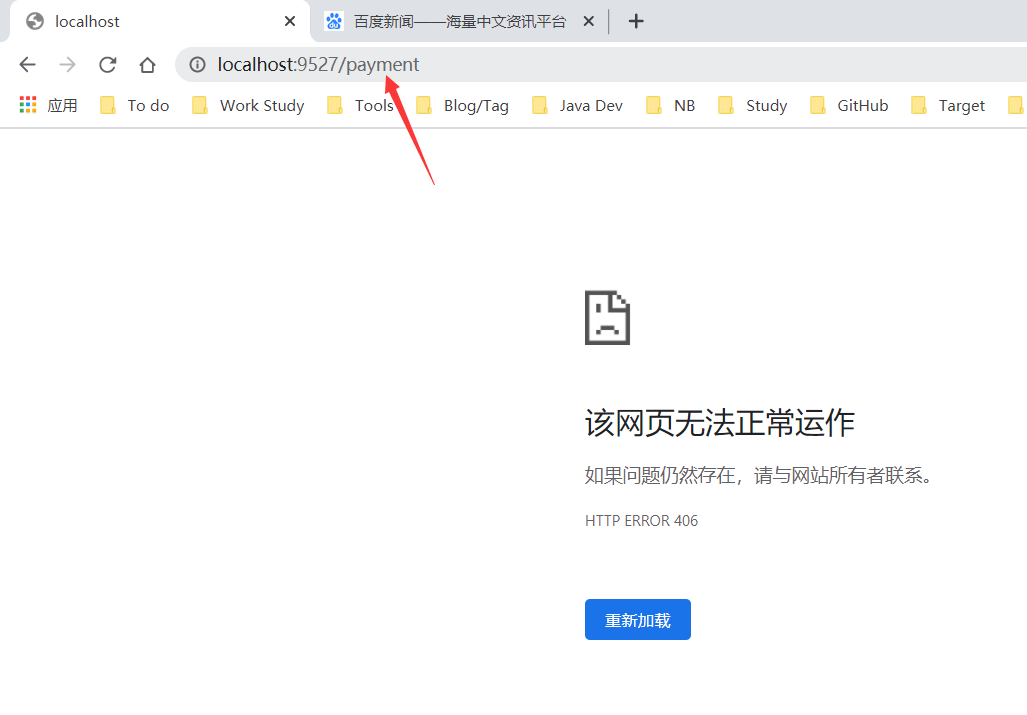 localhost
百度新闻——海量中文资讯平台
localhost:9527/payment
应用
To do
Work Study
Tools
Blog/Tag
Java Dev
NB
Study
GitHub
Target
该网页无法正常运作
如果问题仍然存在，请与网站所有者联系。
HTTP ERROR 406
重新加载